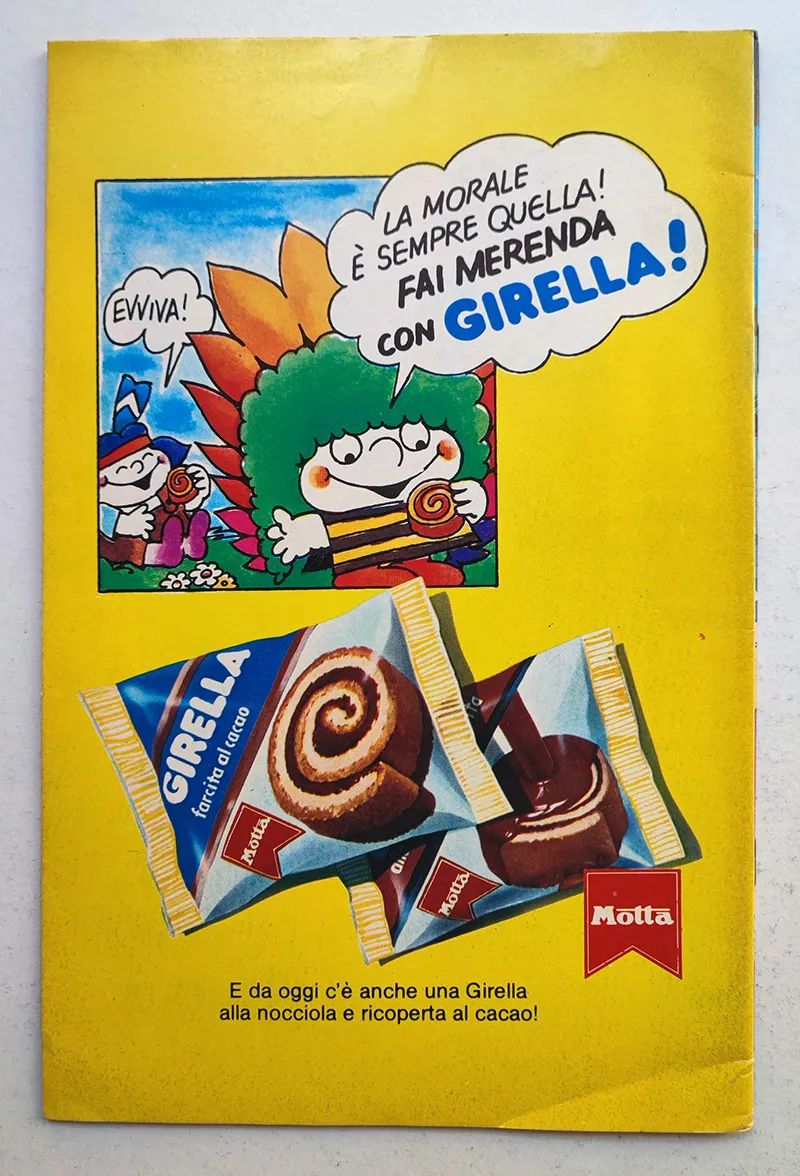 LA MORALE
È SEMPRE QUELLA!
FAI MERENDA
CON GIRELLA!
EVVIVA!
GIRELLA
farcita al cacao
Motta
Motta
Motta
E da oggi c'è anche una Girella
alla nocciola e ricoperta al cacao!